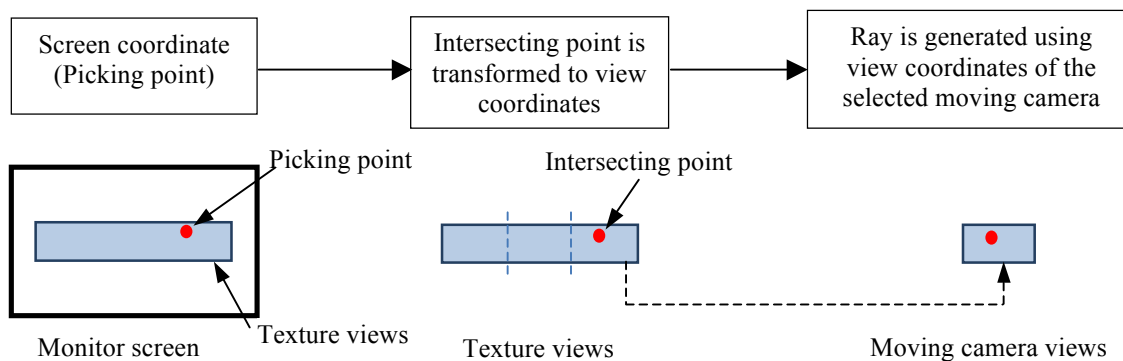 Screen coordinate
(Picking point)
Intersecting point is
transformed to view
coordinates
Ray is generated using
view coordinates of the
selected moving camera
Picking point
Intersecting point
Monitor screen
Texture views
Texture views
Moving camera views